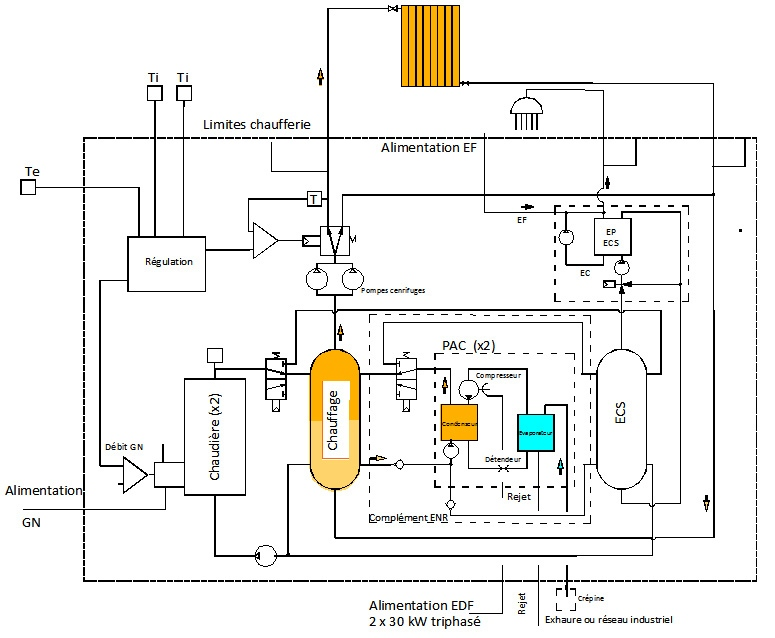 Ti
Ti
Limites chaufferie
Alimentation EF
Te
T
EF
EP
ECS
Régulation
M
EC
Pompes cenrifuges
PAC (x2)
Compresseur
Chauffage
ECS
Condenseur
Evaporateur
Chaudière (x2)
Débit GN
Détendeur
Alimentation
GN
Rejet
Complément ENR
Alimentation EDF
2 x 30 kW triphasé
Rejet
Crépine
Exhaure ou réseau industriel